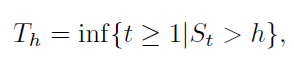 T_h = inf{t ≥ 1|S_t > h},